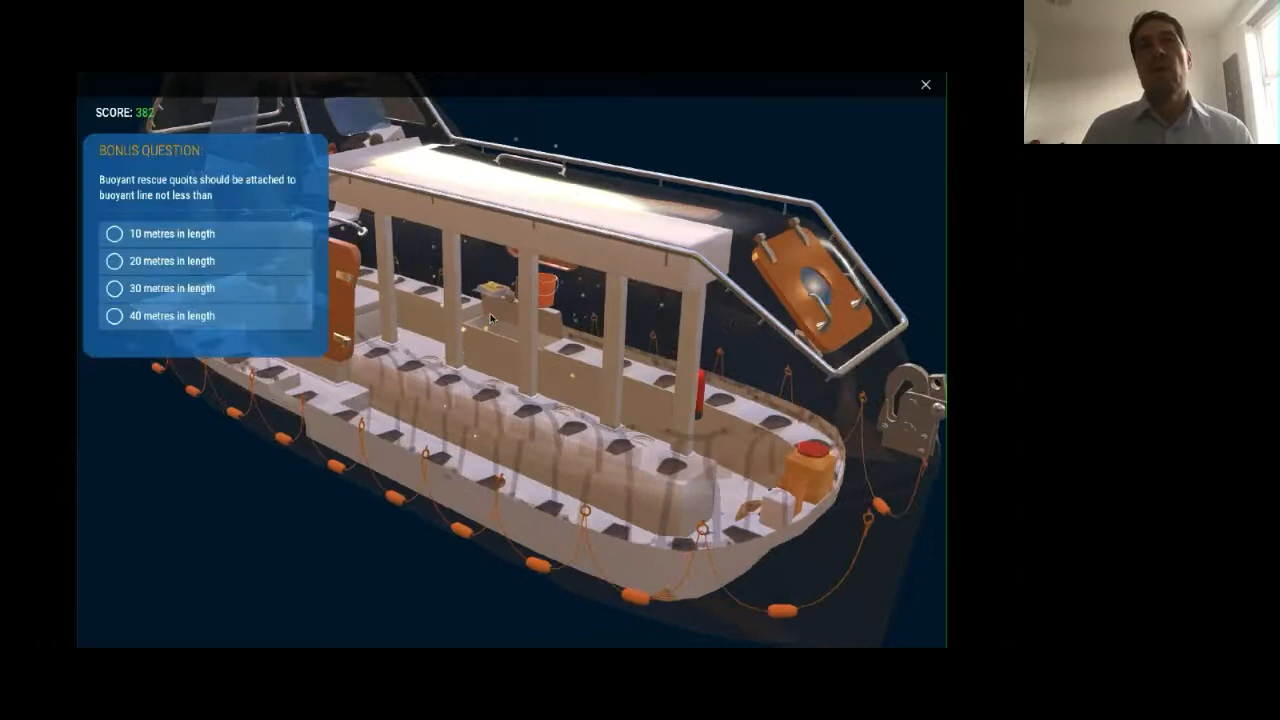 SCORE: 382
BONUS QUESTION:
Buoyant rescue quoits should be attached to
buoyant line not less than
10 metres in length
20 metres in length
30 metres in length
40 metres in length